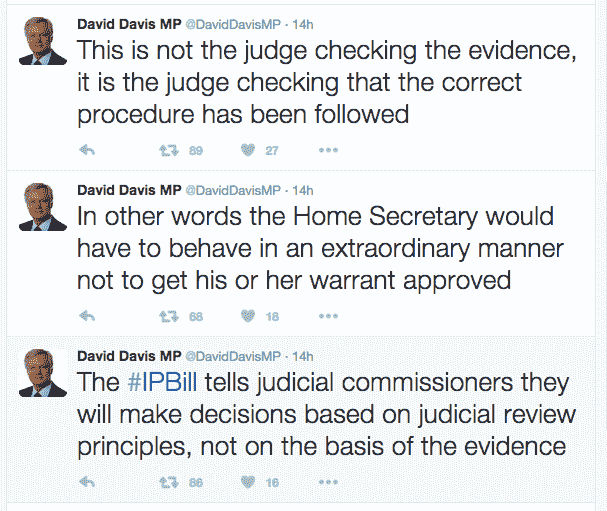 David Davis MP @DavidDavisMP · 14h
This is not the judge checking the evidence,
it is the judge checking that the correct
procedure has been followed
89 27
David Davis MP @DavidDavisMP · 14h
In other words the Home Secretary would
have to behave in an extraordinary manner
not to get his or her warrant approved
68 18
David Davis MP @DavidDavisMP · 14h
The #IPBill tells judicial commissioners they
will make decisions based on judicial review
principles, not on the basis of the evidence
86 16